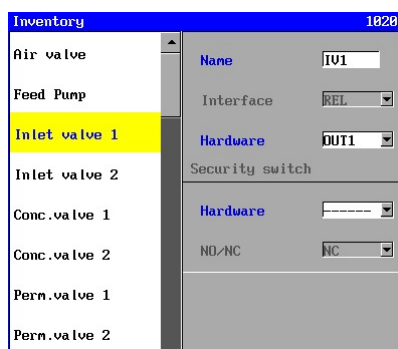 Inventory 1020
Air valve
Feed Pump
Inlet valve 1
Inlet valve 2
Conc.valve 1
Conc.valve 2
Perm.valve 1
Perm.valve 2
Name IV1
Interface REL
Hardware OUT1
Security switch
Hardware ------
NO/NC NC